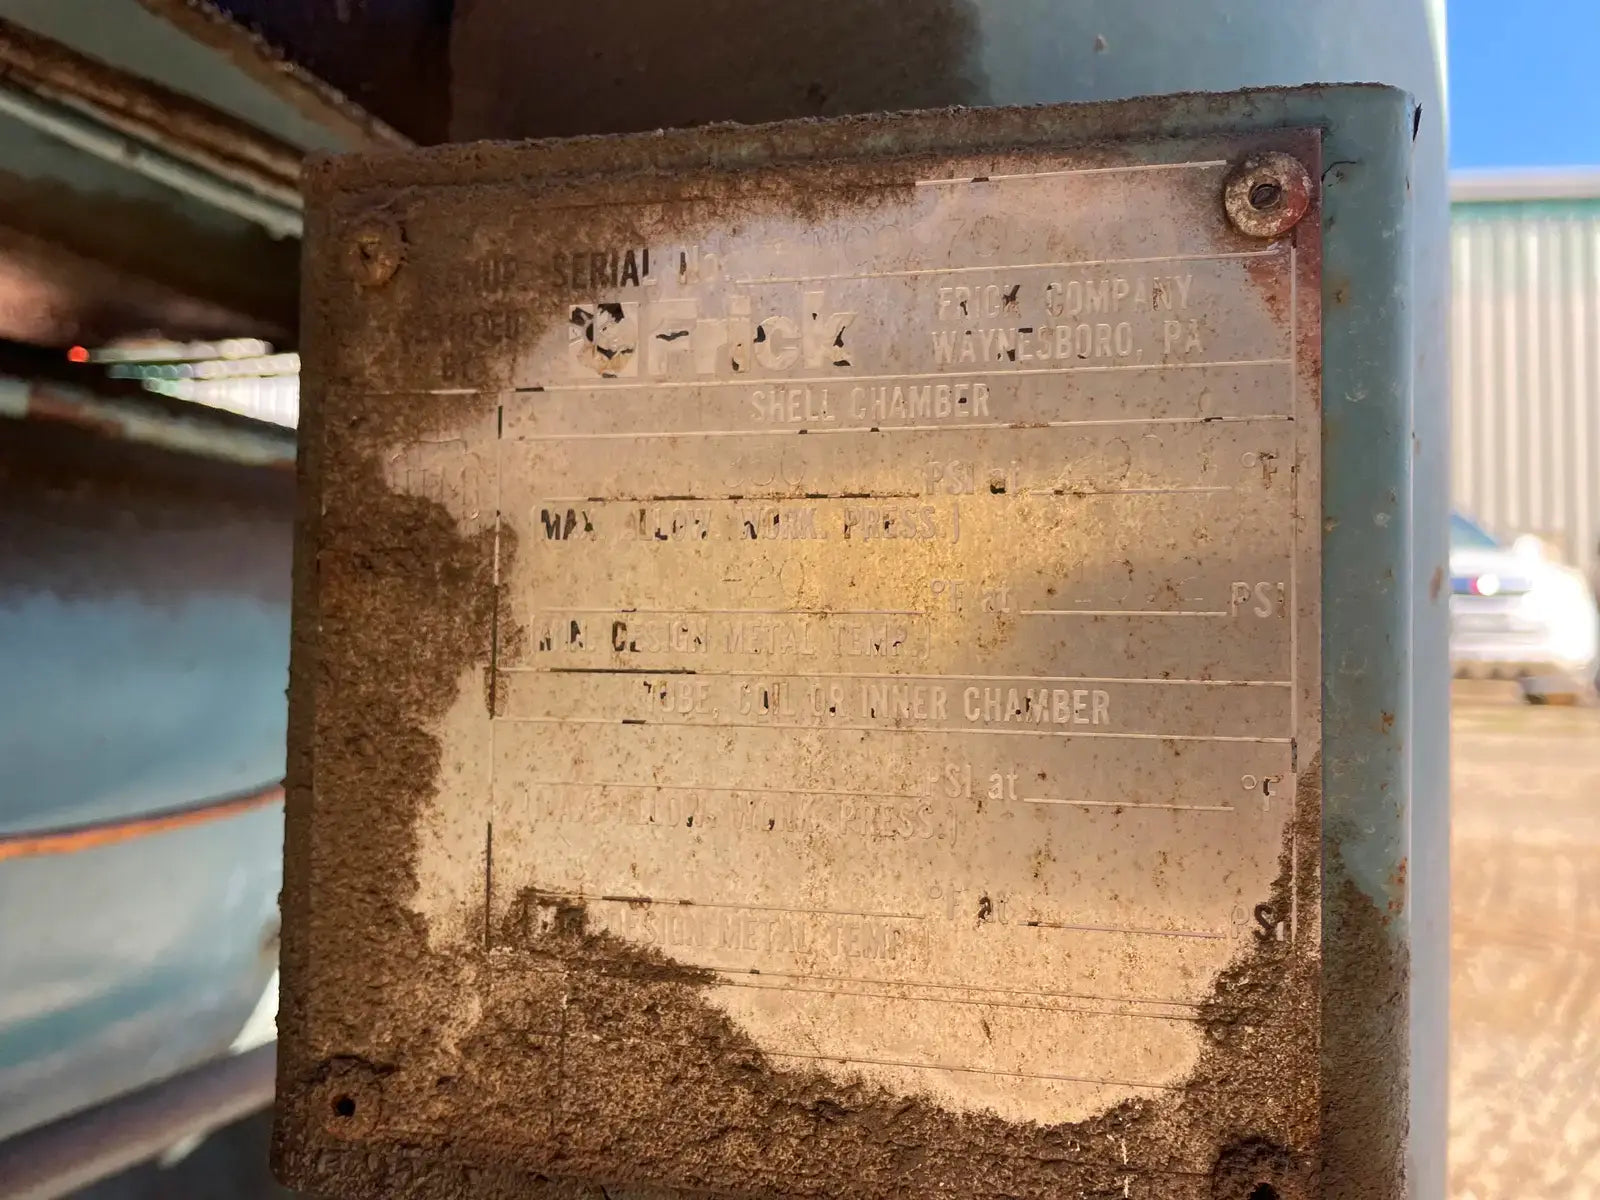 SERIAL No.
Frick
FRICK COMPANY
WAYNESBORO, PA
SHELL CHAMBER
PSI at °F
MAX. ALLOW. WORK. PRESS.)
-20 °F at PSI
MIN. DESIGN METAL TEMP.)
TUBE, COIL OR INNER CHAMBER
PSI at °F
(MAX. ALLOW. WORK. PRESS.)
°F at PSI
DESIGN METAL TEMP.)